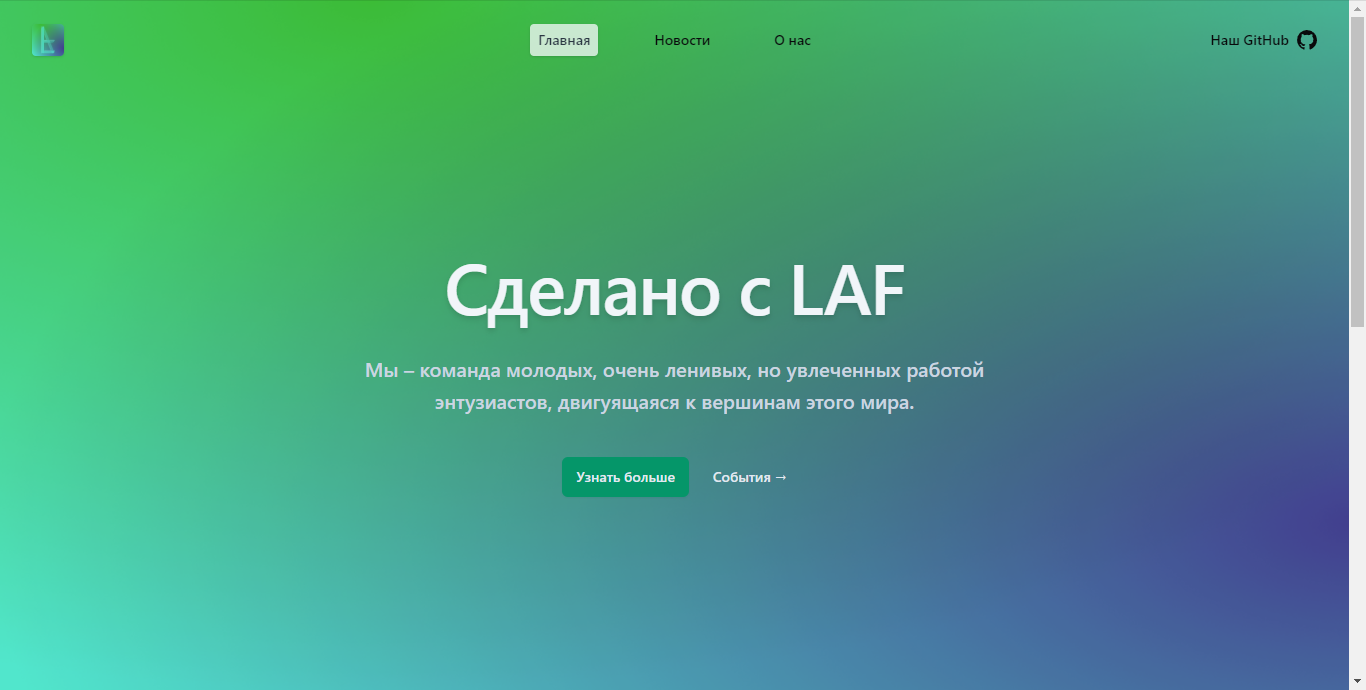 Главная
Новости
О нас
Наш GitHub
Сделано с LAF
Мы – команда молодых, очень ленивых, но увлеченных работой
энтузиастов, двигуящаяся к вершинам этого мира.
Узнать больше
События →